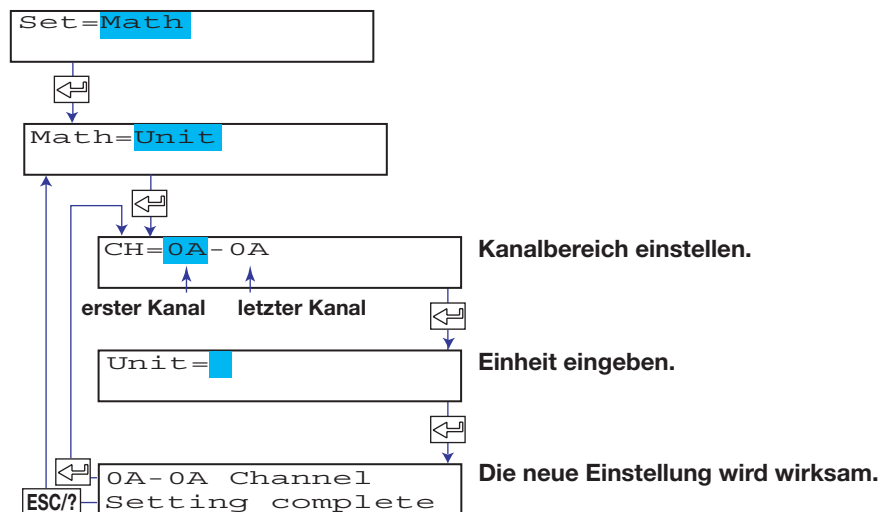 Set=Math
Math=Unit
CH=0A-0A
Kanalbereich einstellen.
erster Kanal letzter Kanal
Unit=
Einheit eingeben.
0A-0A Channel
Die neue Einstellung wird wirksam.
ESC/?
Setting complete